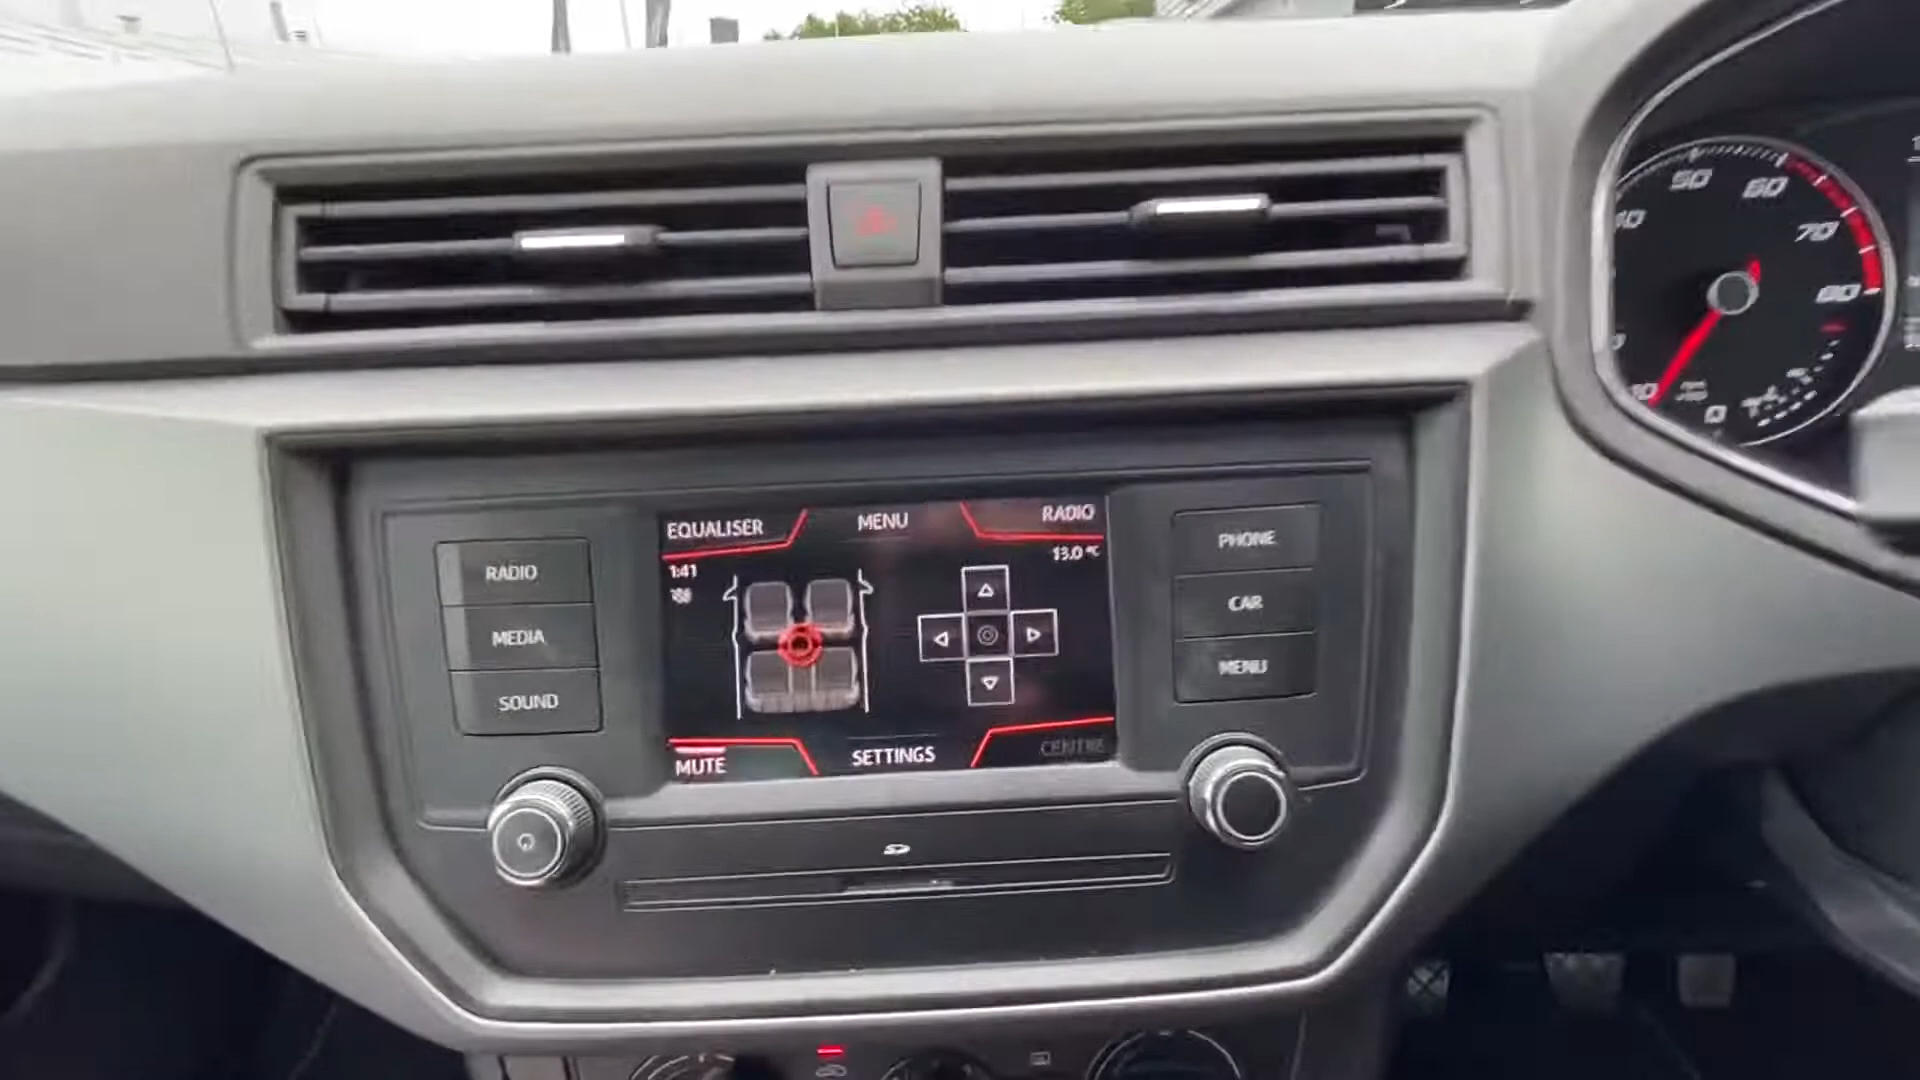 50
60
70
80
10
0
RADIO
MEDIA
SOUND
EQUALISER
MENU
RADIO
1:41
13.0 °C
MUTE
SETTINGS
CENTRE
PHONE
CAR
MENU